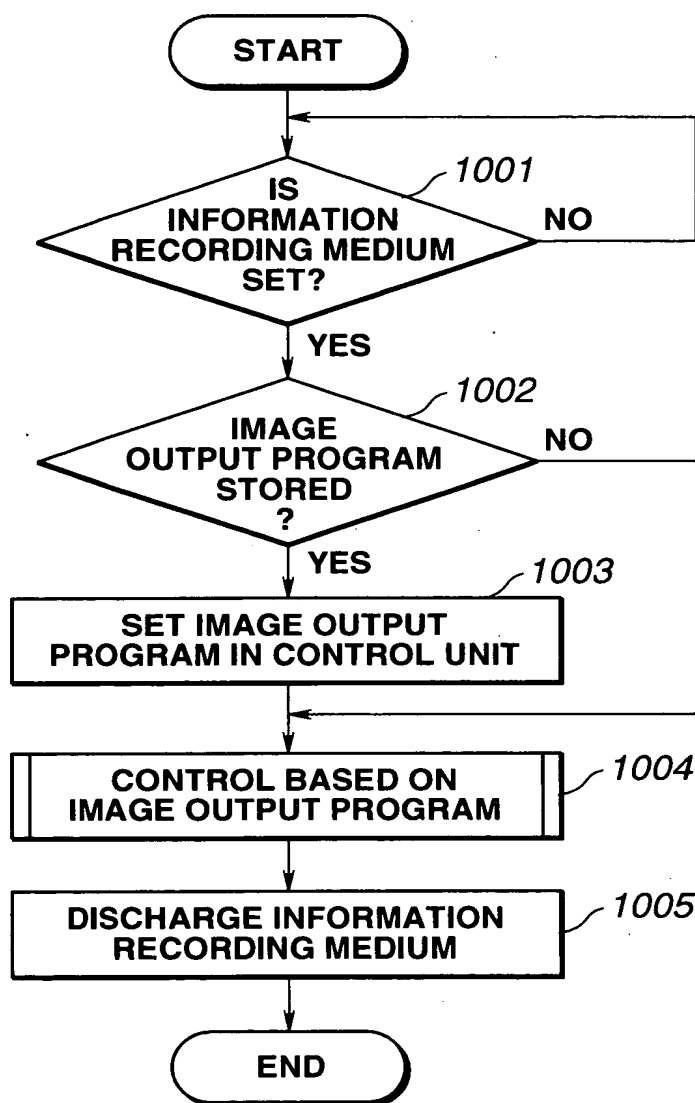 START
1001
IS
INFORMATION
RECORDING MEDIUM
SET?
NO
YES
1002
IMAGE
OUTPUT PROGRAM
STORED
?
NO
YES
1003
SET IMAGE OUTPUT
PROGRAM IN CONTROL UNIT
CONTROL BASED ON
IMAGE OUTPUT PROGRAM
1004
DISCHARGE INFORMATION
RECORDING MEDIUM
1005
END